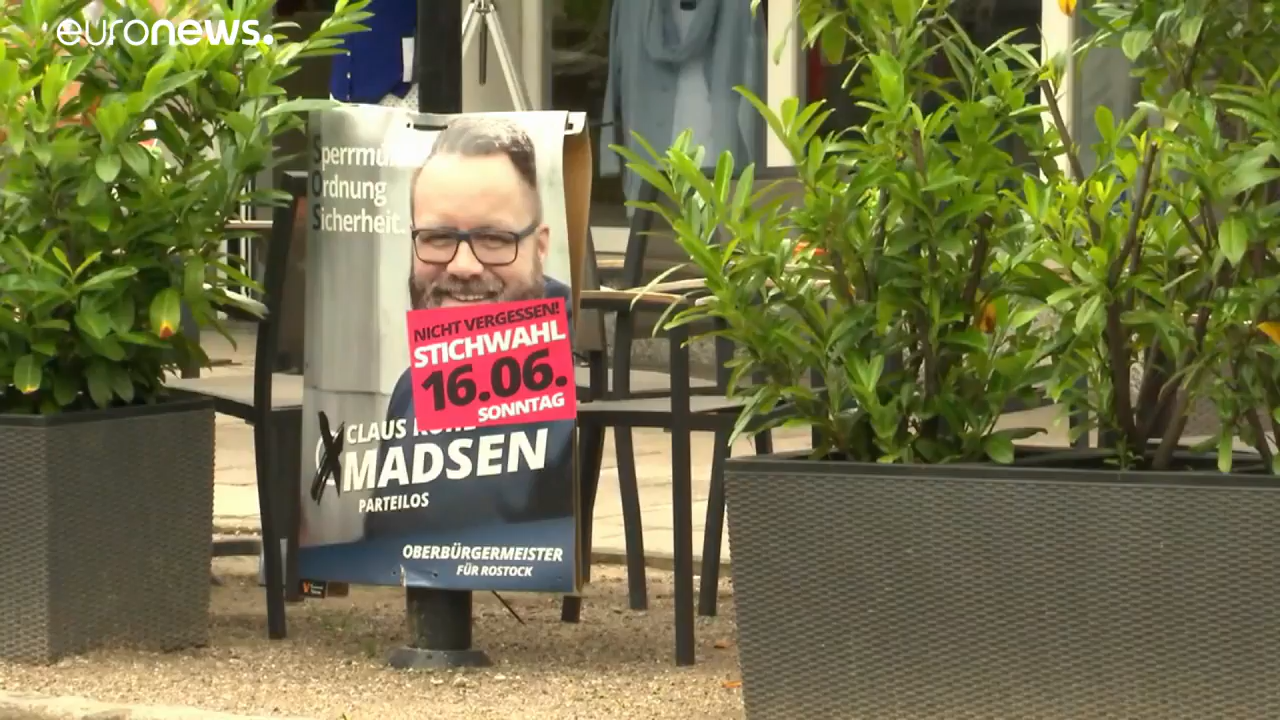 euronews.
Sperrmü
Ordnung
Sicherheit.
NICHT VERGESSEN!
STICHWAHL
16.06.
SONNTAG
CLAUS
MADSEN
PARTEILOS
OBERBÜRGERMEISTER
FÜR ROSTOCK